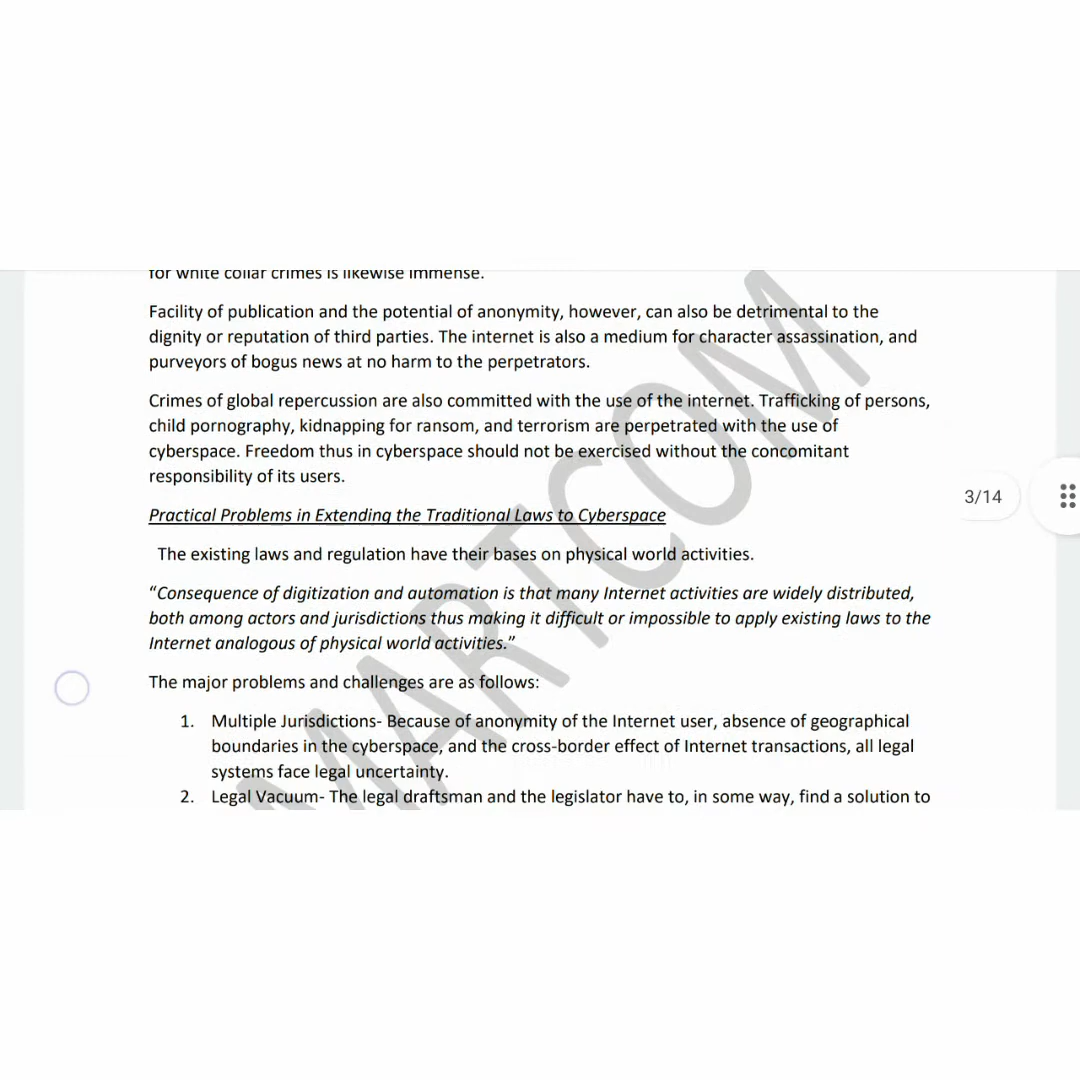 for white collar crimes is likewise immense.
Facility of publication and the potential of anonymity, however, can also be detrimental to the
dignity or reputation of third parties. The internet is also a medium for character assassination, and
purveyors of bogus news at no harm to the perpetrators.
Crimes of global repercussion are also committed with the use of the internet. Trafficking of persons,
child pornography, kidnapping for ransom, and terrorism are perpetrated with the use of
cyberspace. Freedom thus in cyberspace should not be exercised without the concomitant
responsibility of its users.
3/14
Practical Problems in Extending the Traditional Laws to Cyberspace
The existing laws and regulation have their bases on physical world activities.
“Consequence of digitization and automation is that many Internet activities are widely distributed,
both among actors and jurisdictions thus making it difficult or impossible to apply existing laws to the
Internet analogous of physical world activities.”
The major problems and challenges are as follows:
1. Multiple Jurisdictions- Because of anonymity of the Internet user, absence of geographical
boundaries in the cyberspace, and the cross-border effect of Internet transactions, all legal
systems face legal uncertainty.
2. Legal Vacuum- The legal draftsman and the legislator have to, in some way, find a solution to
MARTCOM